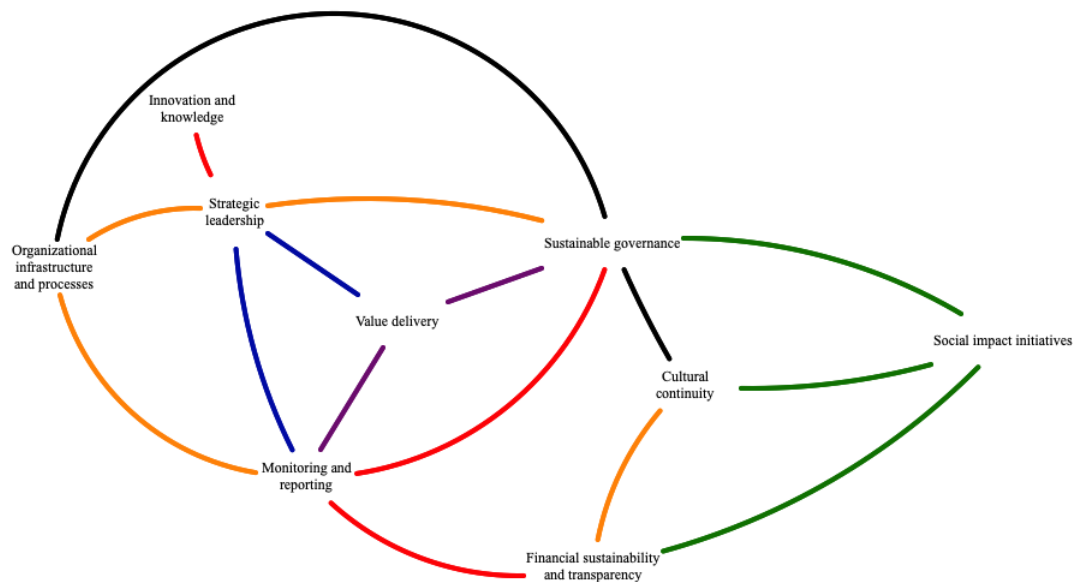 Innovation and
knowledge
Strategic
leadership
Organizational
infrastructure
and processes
Sustainable governance
Value delivery
Social impact initiatives
Cultural
continuity
Monitoring and
reporting
Financial sustainability
and transparency